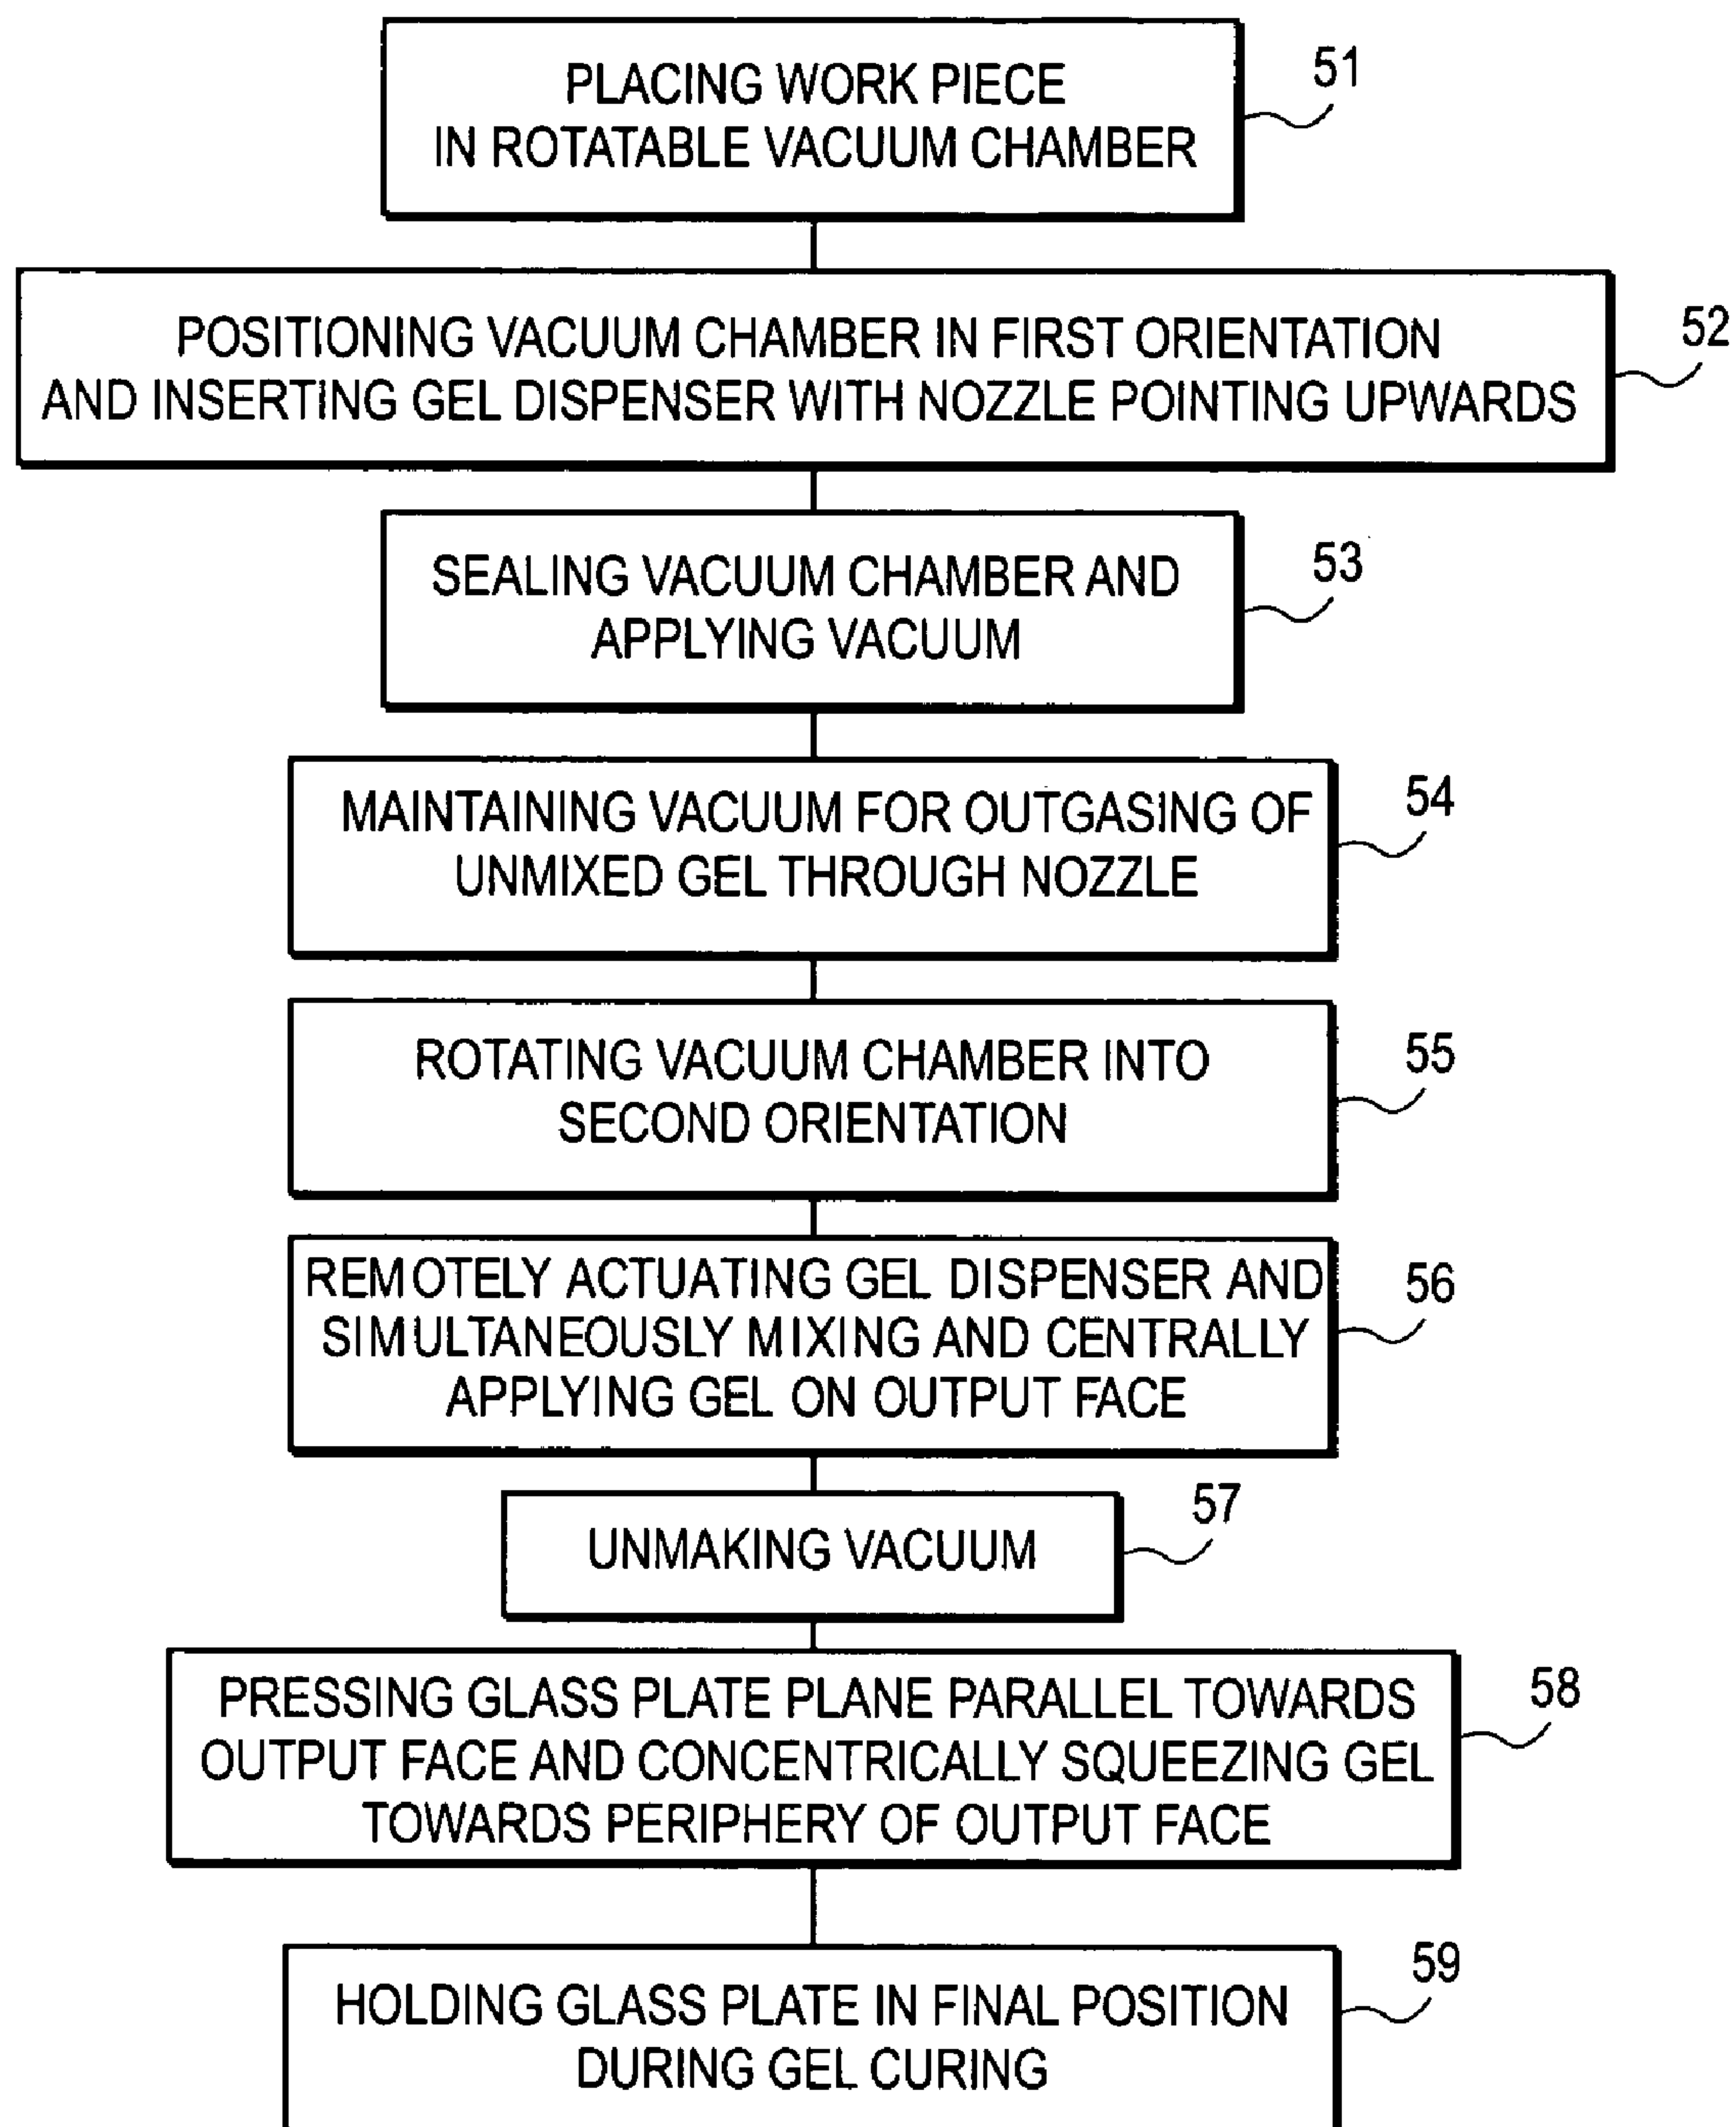 PLACING WORK PIECE
IN ROTATABLE VACUUM CHAMBER
51
POSITIONING VACUUM CHAMBER IN FIRST ORIENTATION
AND INSERTING GEL DISPENSER WITH NOZZLE POINTING UPWARDS
52
SEALING VACUUM CHAMBER AND
APPLYING VACUUM
53
MAINTAINING VACUUM FOR OUTGASING OF
UNMIXED GEL THROUGH NOZZLE
54
ROTATING VACUUM CHAMBER INTO
SECOND ORIENTATION
55
REMOTELY ACTUATING GEL DISPENSER AND
SIMULTANEOUSLY MIXING AND CENTRALLY
APPLYING GEL ON OUTPUT FACE
56
UNMAKING VACUUM
57
PRESSING GLASS PLATE PLANE PARALLEL TOWARDS
OUTPUT FACE AND CONCENTRICALLY SQUEEZING GEL
TOWARDS PERIPHERY OF OUTPUT FACE
58
HOLDING GLASS PLATE IN FINAL POSITION
DURING GEL CURING
59